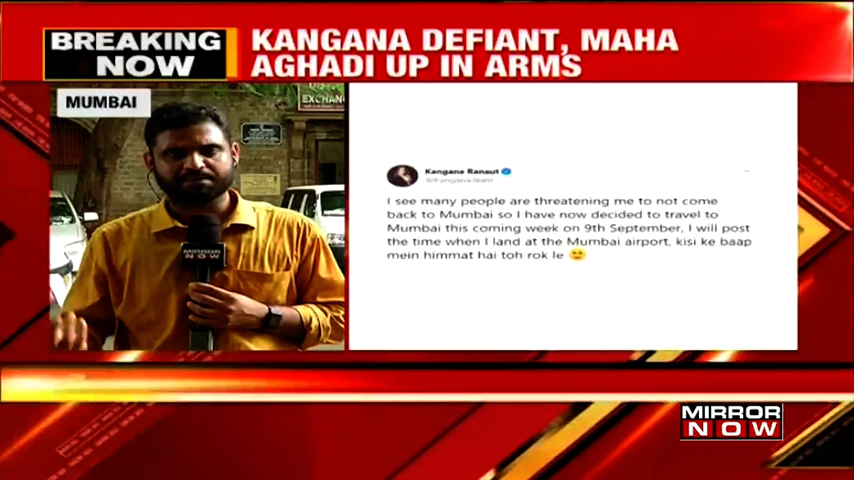 BREAKING
NOW
KANGANA DEFIANT, MAHA
AGHADI UP IN ARMS
MUMBAI
EXCHANGE
MIRROR
NOW
Kangana Ranaut
I see many people are threatening me to not come
back to Mumbai so I have now decided to travel to
Mumbai this coming week on 9th September, I will post
the time when I land at the Mumbai airport, kisi ke baap
mein himmat hai toh rok le 😊
MIRROR
NOW